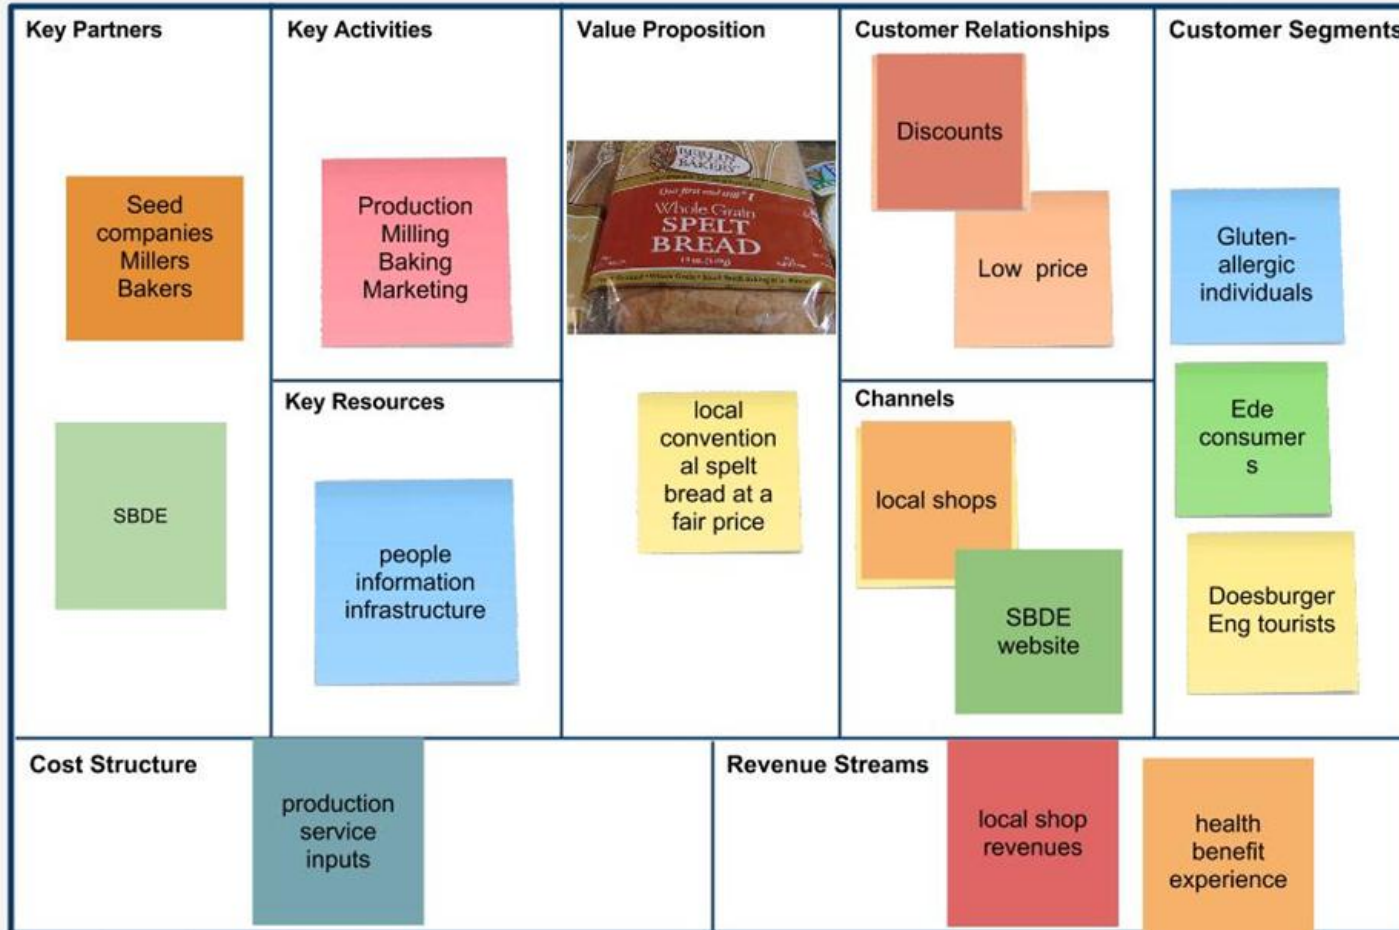 Key Partners
Seed
companies
Millers
Bakers
SBDE
Key Activities
Production
Milling
Baking
Marketing
Key Resources
people
information
infrastructure
Value Proposition
BERLIN
BAKERY
Whole Grain
SPELT
BREAD
local
convention
al spelt
bread at a
fair price
Customer Relationships
Discounts
Low price
Channels
local shops
SBDE
website
Customer Segments
Gluten-
allergic
individuals
Ede
consumer
s
Doesburger
Eng tourists
Cost Structure
production
service
inputs
Revenue Streams
local shop
revenues
health
benefit
experience